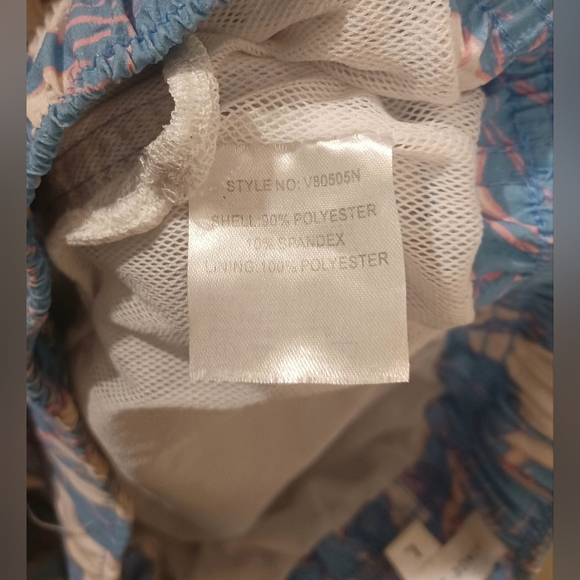 STYLE NO: V80505N
SHELL:90% POLYESTER
10% SPANDEX
LINING:100% POLYESTER